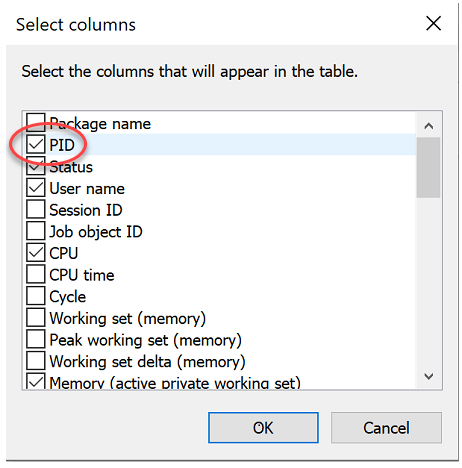 Select columns
Select the columns that will appear in the table.
Package name
PID
Status
User name
Session ID
Job object ID
CPU
CPU time
Cycle
Working set (memory)
Peak working set (memory)
Working set delta (memory)
Memory (active private working set)
OK Cancel